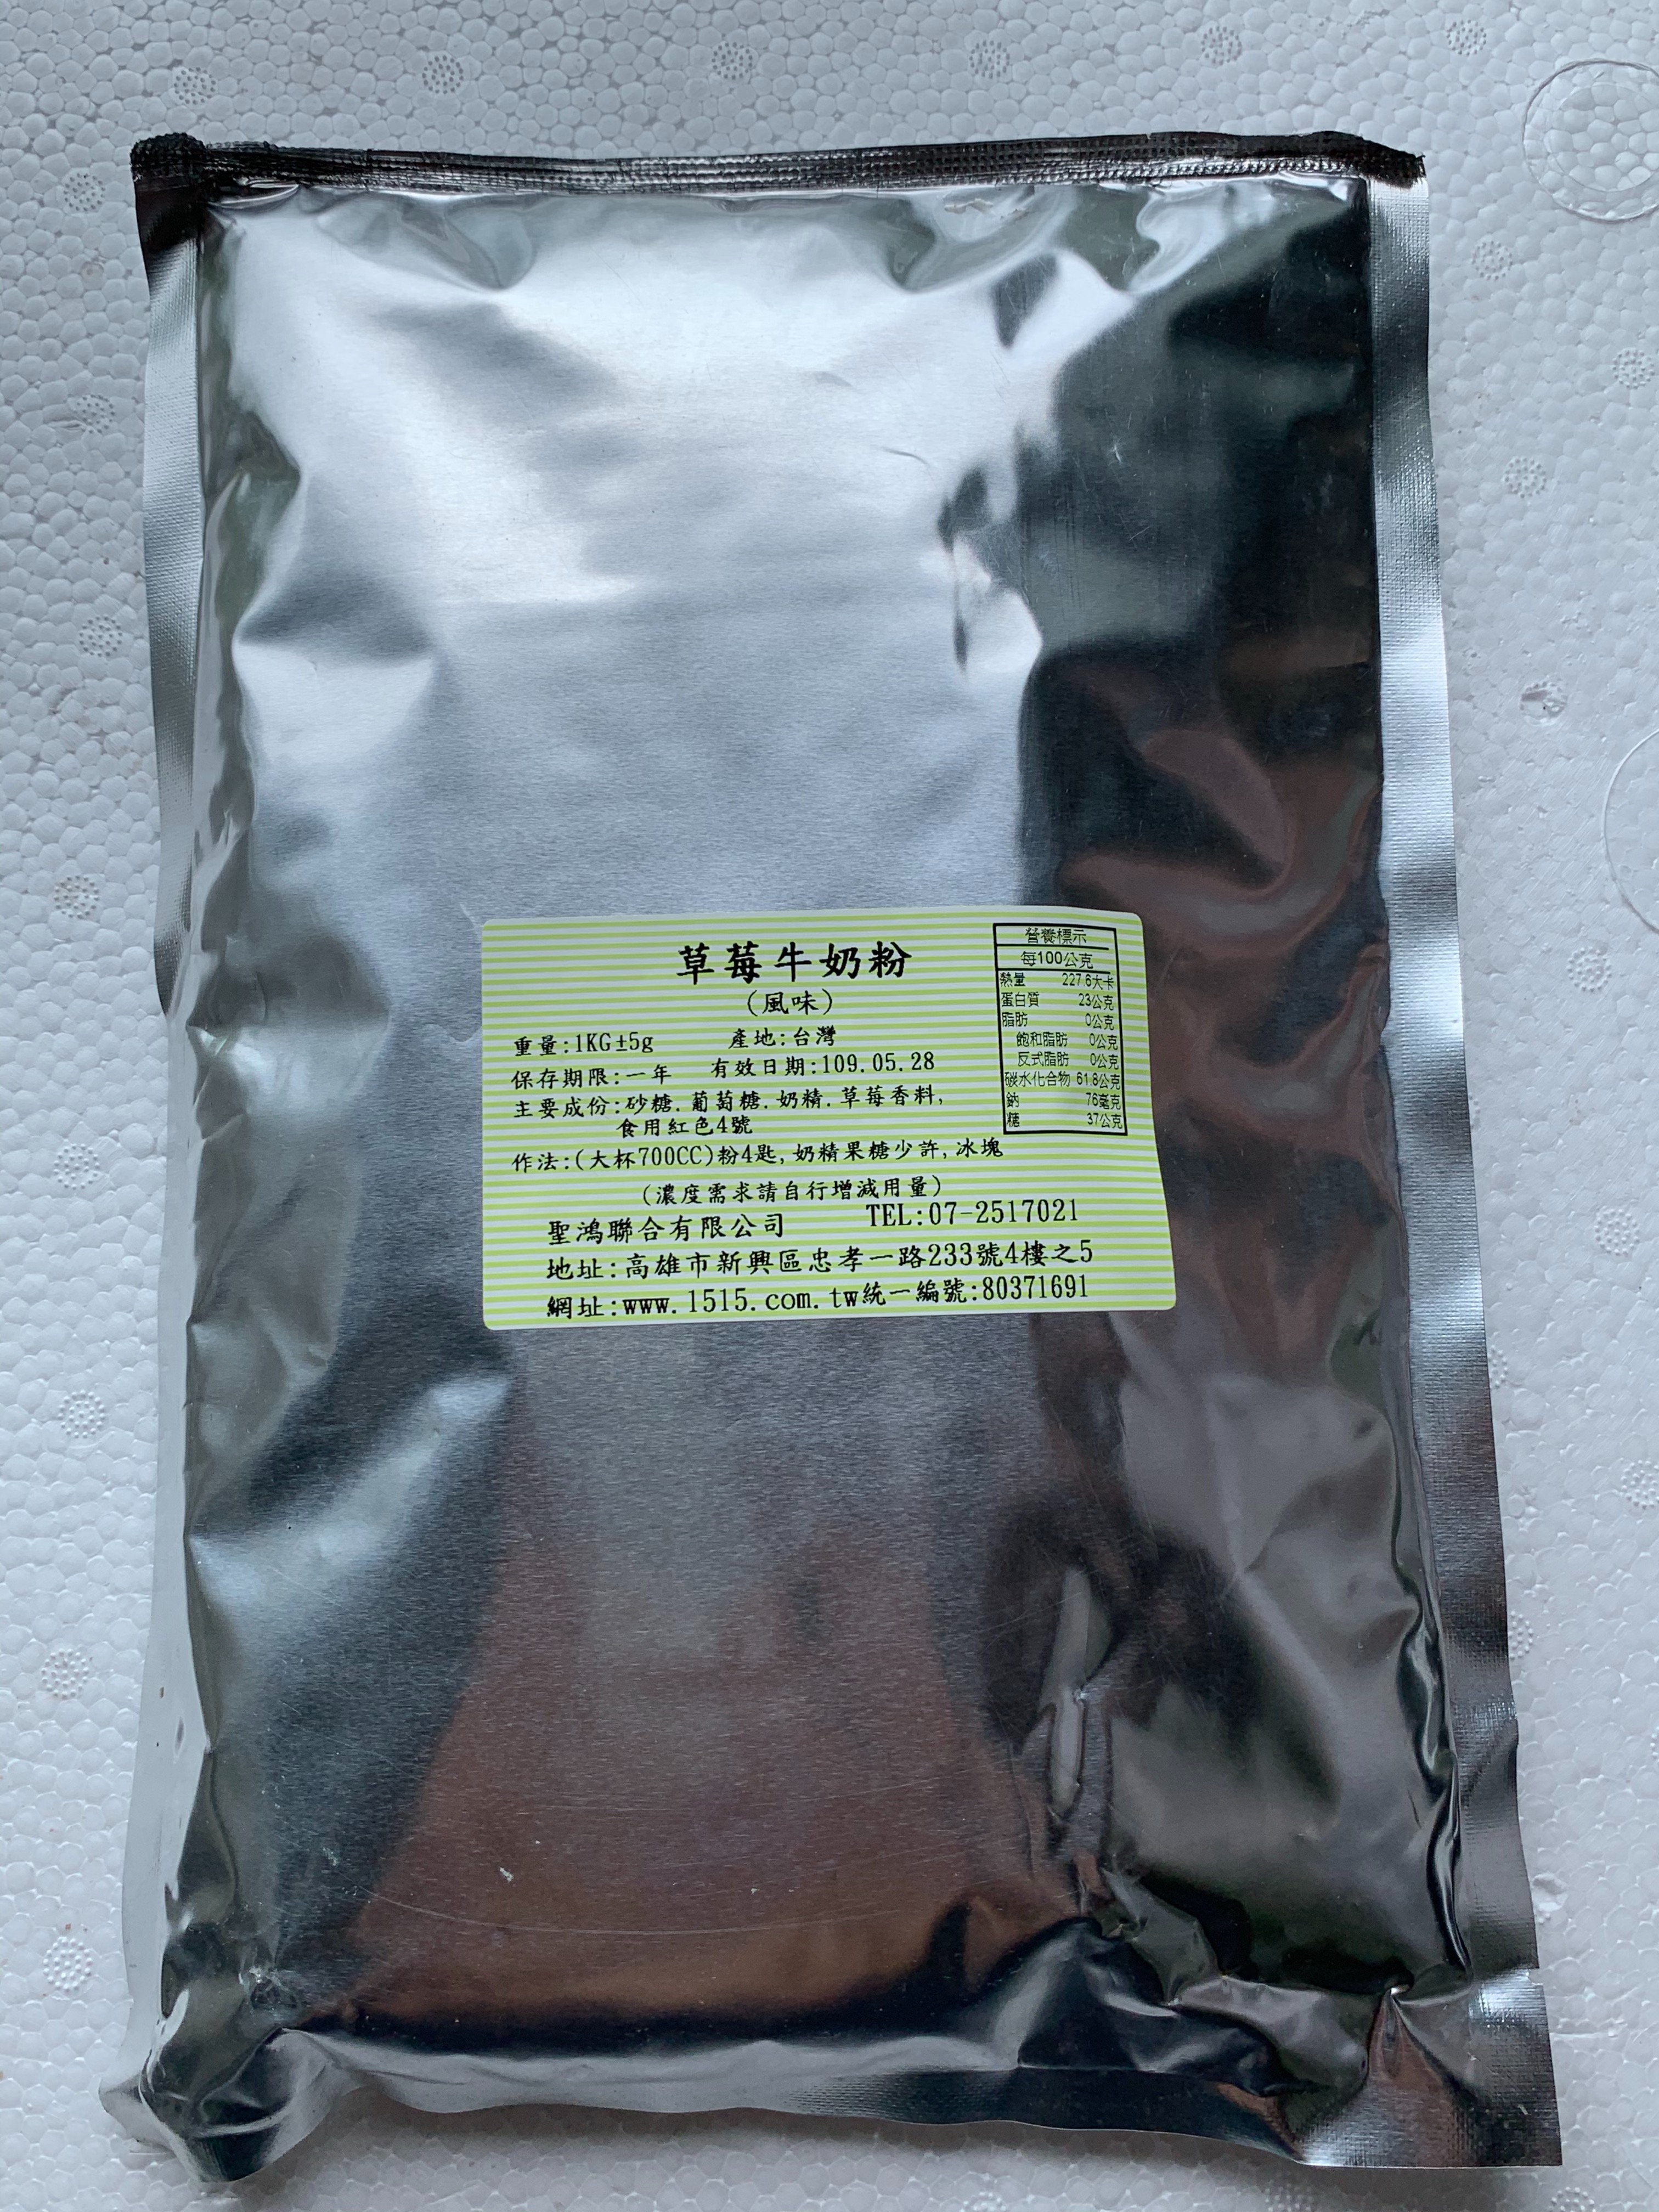 草莓牛奶粉
(風味)
重量:1KG±5g 產地:台灣
保存期限:一年 有效日期:109.05.28
主要成份:砂糖.葡萄糖.奶精.草莓香料,
食用紅色4號
作法:(大杯700CC)粉4匙,奶精果糖少許,冰塊
(濃度需求請自行增減用量)
聖鴻聯合有限公司 TEL:07-2517021
地址:高雄市新興區忠孝一路233號4樓之5
網址:www.1515.com.tw統一編號:80371691
營養標示
每100公克
熱量 227.6大卡
蛋白質 23公克
脂肪 0公克
飽和脂肪 0公克
反式脂肪 0公克
碳水化合物 61.8公克
鈉 76毫克
糖 37公克